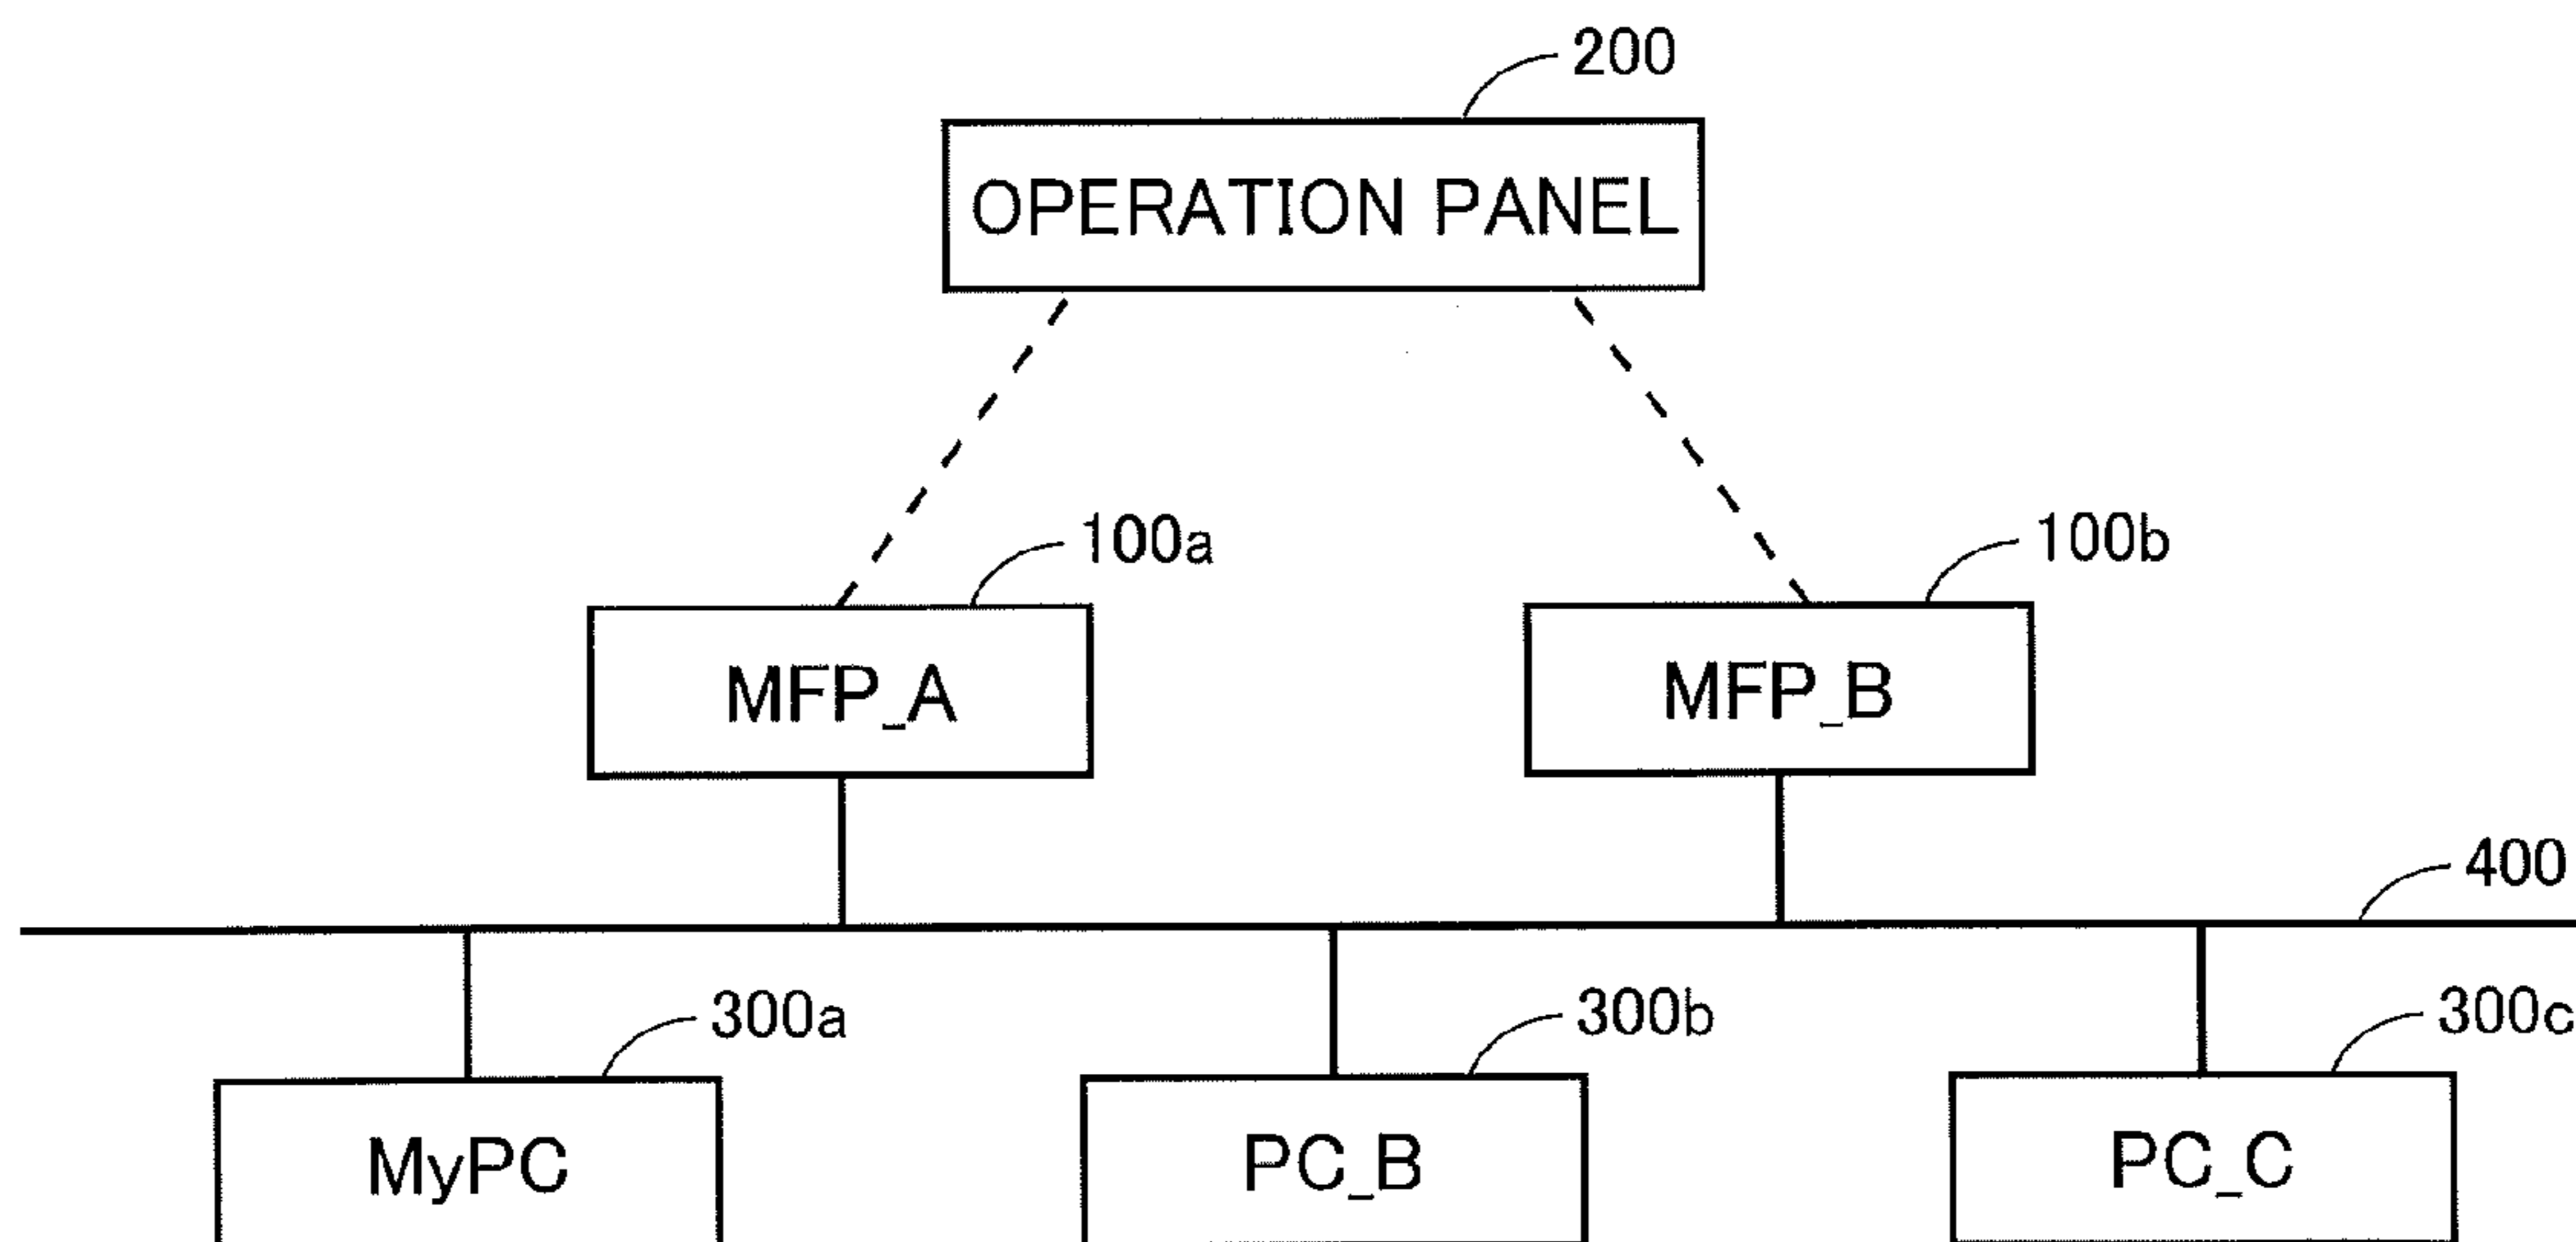 200
OPERATION PANEL
100a
100b
MFP_A
MFP_B
400
300a
300b
300c
MyPC
PC_B
PC_C